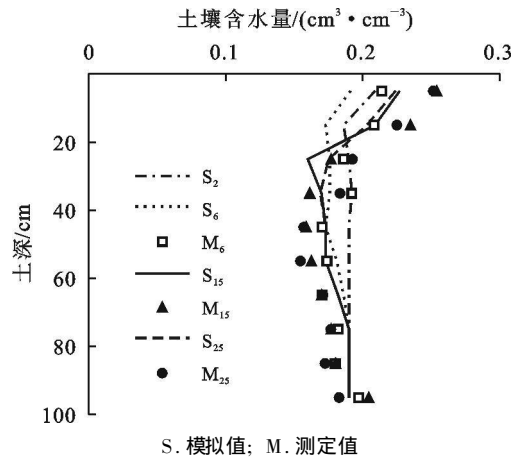 土壤含水量/(cm³·cm⁻³)
0 0.1 0.2 0.3
20
40
60
80
100
土深/cm
S₂
S₆
M₆
S₁₅
M₁₅
S₂₅
M₂₅
S.模拟值; M.测定值